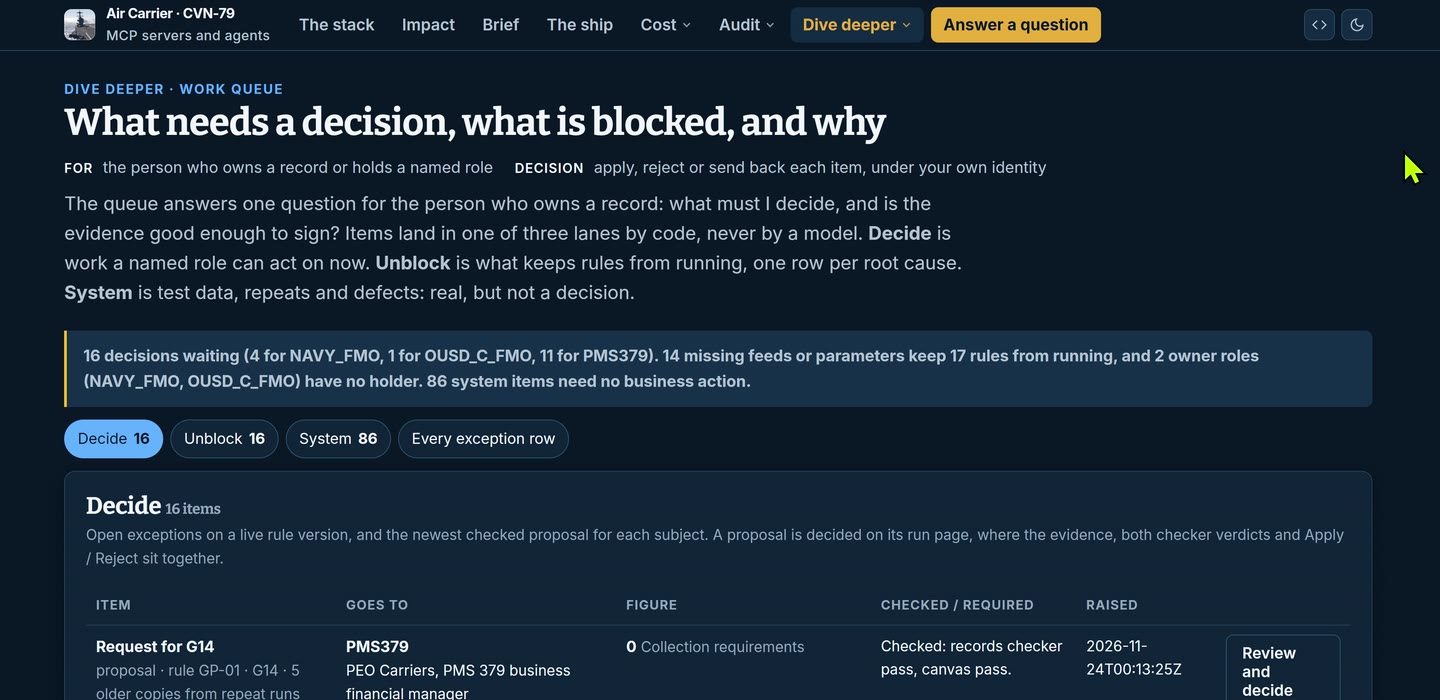 Air Carrier · CVN-79
MCP servers and agents
The stack
Impact
Brief
The ship
Cost
Audit
Dive deeper
Answer a question
DIVE DEEPER · WORK QUEUE
What needs a decision, what is blocked, and why
FOR the person who owns a record or holds a named role DECISION apply, reject or send back each item, under your own identity
The queue answers one question for the person who owns a record: what must I decide, and is the
evidence good enough to sign? Items land in one of three lanes by code, never by a model. Decide is
work a named role can act on now. Unblock is what keeps rules from running, one row per root cause.
System is test data, repeats and defects: real, but not a decision.
16 decisions waiting (4 for NAVY_FMO, 1 for OUSD_C_FMO, 11 for PMS379). 14 missing feeds or parameters keep 17 rules from running, and 2 owner roles
(NAVY_FMO, OUSD_C_FMO) have no holder. 86 system items need no business action.
Decide 16
Unblock 16
System 86
Every exception row
Decide 16 items
Open exceptions on a live rule version, and the newest checked proposal for each subject. A proposal is decided on its run page, where the evidence, both checker verdicts and Apply
/ Reject sit together.
ITEM
GOES TO
FIGURE
CHECKED / REQUIRED
RAISED
Request for G14
proposal · rule GP-01 · G14 · 5
older copies from repeat runs
PMS379
PEO Carriers, PMS 379 business
financial manager
0 Collection requirements
Checked: records checker
pass, canvas pass.
2026-11-
24T00:13:25Z
Review
and
decide